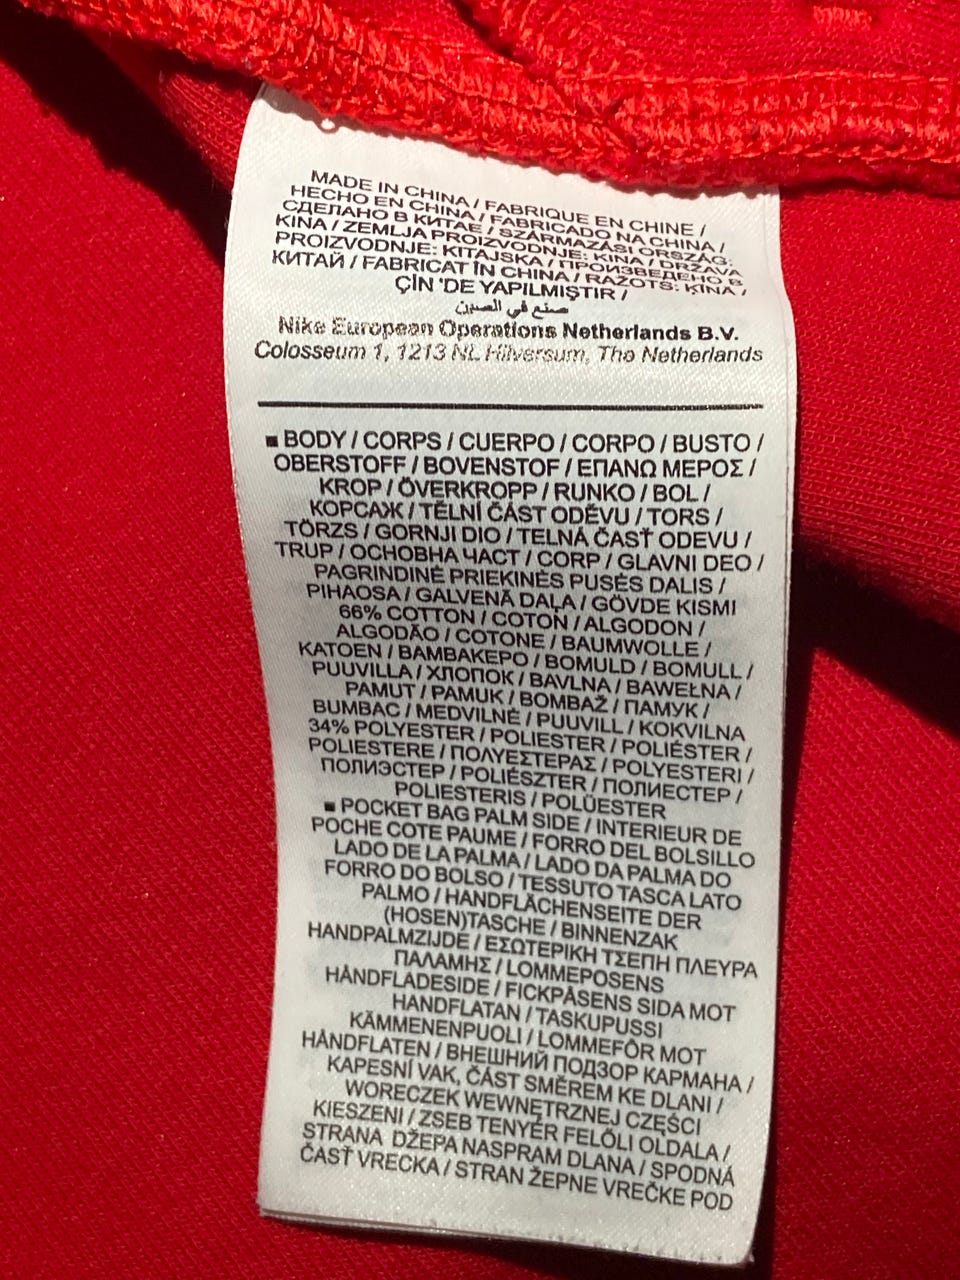 MADE IN CHINA / FABRIQUE EN CHINE /
HECHO EN CHINA / FABRICADO NA CHINA /
СДЕЛАНО В КИТАЕ / SZÁRMAZÁSI ORSZÁG:
KINA / ZEMLJA PROIZVODNJE: KINA / DRŽAVA
PROIZVODNJE: KITAJSKA / ПРОИЗВЕДЕНО В
КИТАЙ / FABRICAT ÎN CHINA / RAŽOTS: ĶĪNA /
ÇİN 'DE YAPILMIŞTIR /
صنع في الصين
Nike European Operations Netherlands B.V.
Colosseum 1, 1213 NL Hilversum, The Netherlands
■ BODY / CORPS / CUERPO / CORPO / BUSTO /
OBERSTOFF / BOVENSTOF / ΕΠΑΝΩ ΜΕΡΟΣ /
KROP / ÖVERKROPP / RUNKO / BOL /
КОРСАЖ / TĚLNÍ ČÁST ODĚVU / TORS /
TÖRZS / GORNJI DIO / TELNÁ ČASŤ ODEVU /
TRUP / ОСНОВНА ЧАСТ / CORP / GLAVNI DEO /
PAGRINDINĖ PRIEKINĖS PUSĖS DALIS /
PIHAOSA / GALVENĀ DAĻA / GÖVDE KISMI
66% COTTON / COTON / ALGODON /
ALGODÃO / COTONE / BAUMWOLLE /
KATOEN / ΒΑΜΒΑΚΕΡΟ / BOMULD / BOMULL /
PUUVILLA / ХЛОПОК / BAVLNA / BAWEŁNA /
PAMUT / PAMUK / BOMBAŽ / ПАМУК /
BUMBAC / MEDVILNĖ / PUUVILL / KOKVILNA
34% POLYESTER / POLIESTER / POLIÉSTER /
POLIESTERE / ΠΟΛΥΕΣΤΕΡΑΣ / POLYESTERI /
ПОЛИЭСТЕР / POLIÉSZTER / ПОЛИЕСТЕР /
POLIESTERIS / POLÜESTER
■ POCKET BAG PALM SIDE / INTERIEUR DE
POCHE COTE PAUME / FORRO DEL BOLSILLO
LADO DE LA PALMA / LADO DA PALMA DO
FORRO DO BOLSO / TESSUTO TASCA LATO
PALMO / HANDFLÄCHENSEITE DER
(HOSEN)TASCHE / BINNENZAK
HANDPALMZIJDE / ΕΣΩΤΕΡΙΚΗ ΤΣΕΠΗ ΠΛΕΥΡΑ
ΠΑΛΑΜΗΣ / LOMMEPOSENS
HÅNDFLADESIDE / FICKPÅSENS SIDA MOT
HANDFLATAN / TASKUPUSSI
KÄMMENENPUOLI / LOMMEFÔR MOT
HÅNDFLATEN / ВНЕШНИЙ ПОДЗОР КАРМАНА /
KAPESNÍ VAK, ČÁST SMĚREM KE DLANI /
WORECZEK WEWNĘTRZNEJ CZĘŚCI
KIESZENI / ZSEB TENYÉR FELŐLI OLDALA /
STRANA DŽEPA NASPRAM DLANA / SPODNÁ
ČASŤ VRECKA / STRAN ŽEPNE VREČKE POD